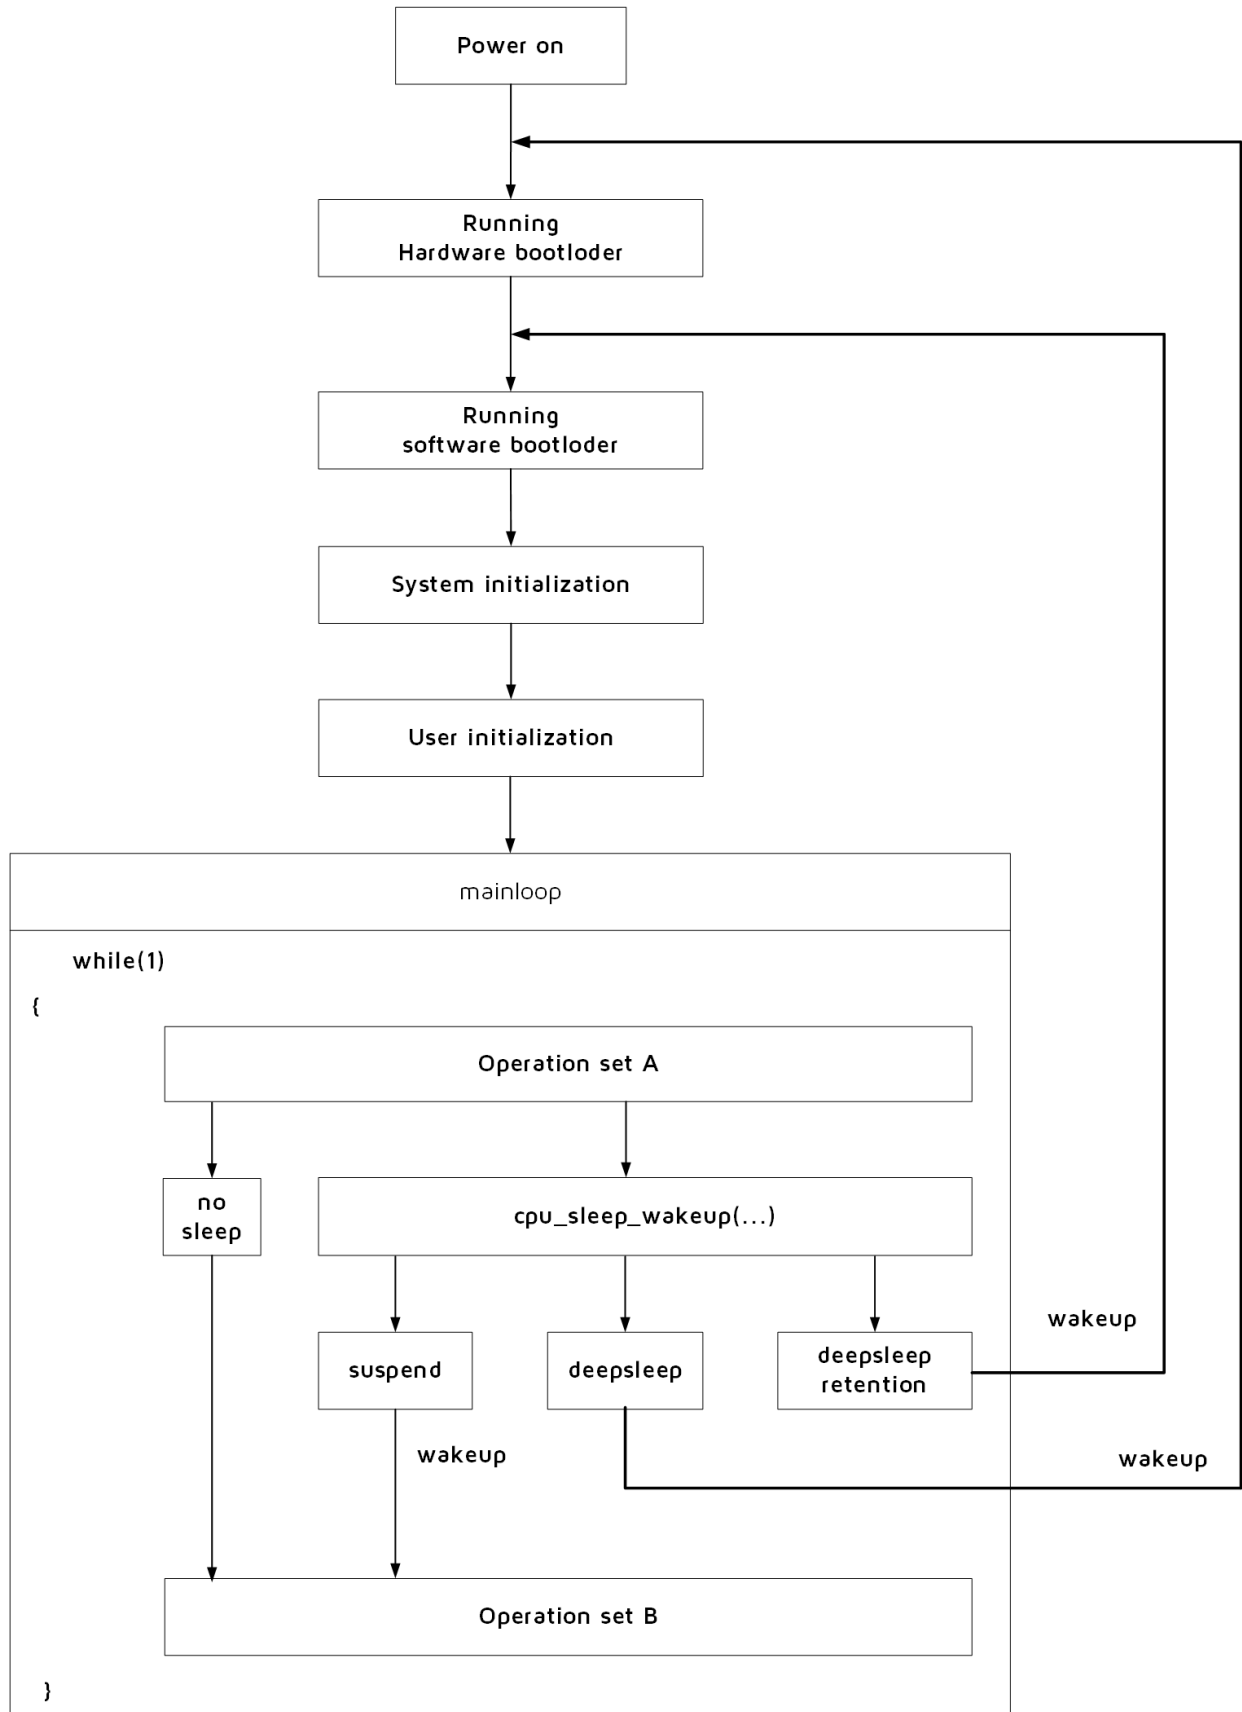 Power on
Running
Hardware bootloder
Running
software bootloder
System initialization
User initialization
mainloop
while(1)
{
Operation set A
no
sleep
cpu_sleep_wakeup(...)
suspend
deepsleep
deepsleep
retention
wakeup
wakeup
wakeup
Operation set B
}